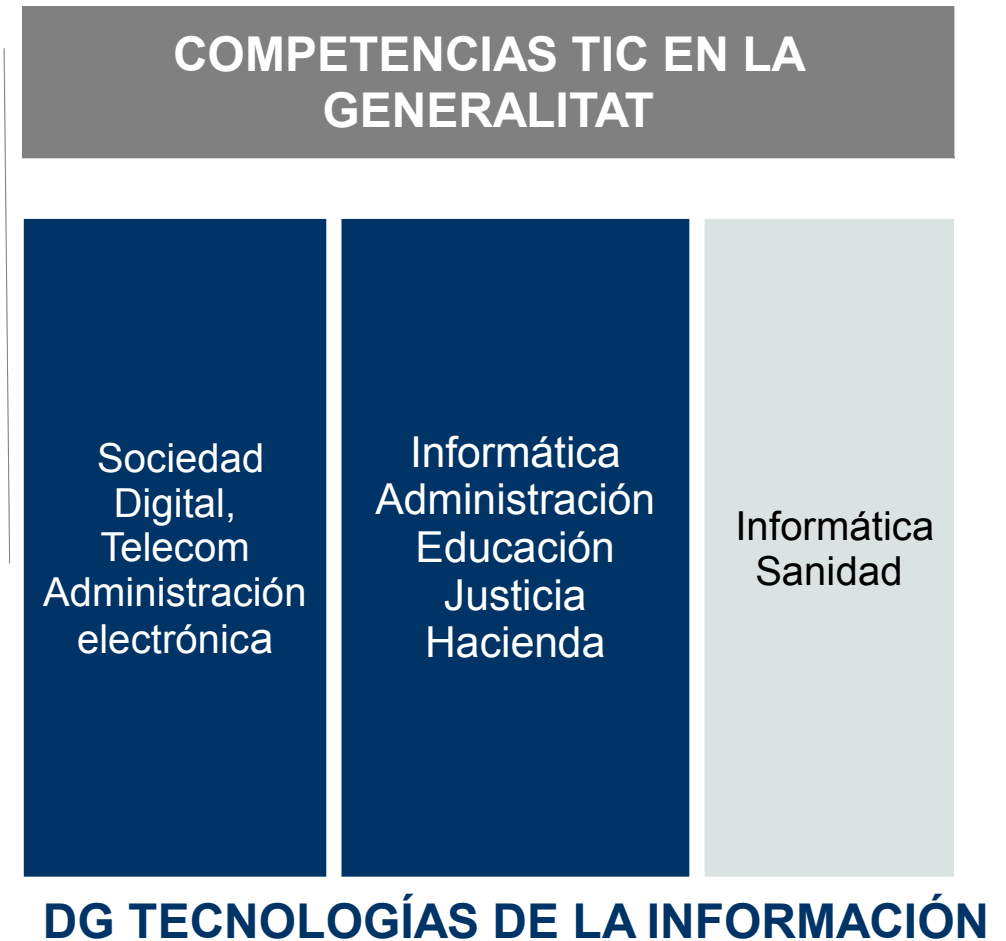 COMPETENCIAS TIC EN LA
GENERALITAT
Sociedad
Digital,
Telecom
Administración
electrónica
Informática
Administración
Educación
Justicia
Hacienda
Informática
Sanidad
DG TECNOLOGÍAS DE LA INFORMACIÓN